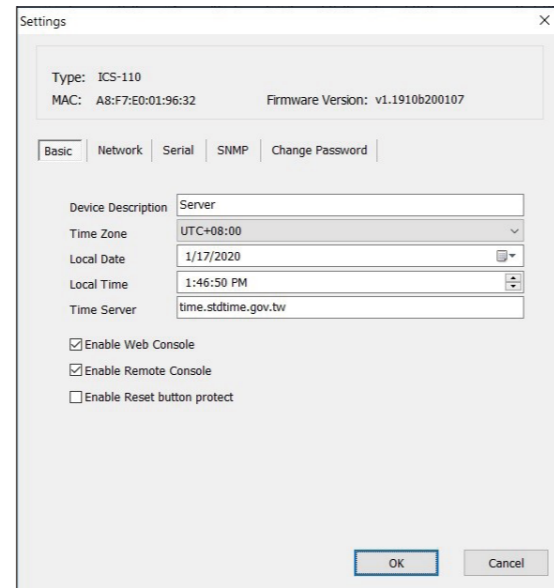 Settings
Type: ICS-110
MAC: A8:F7:E0:01:96:32 Firmware Version: v1.1910b200107
Basic Network Serial SNMP Change Password
Device Description Server
Time Zone UTC+08:00
Local Date 1/17/2020
Local Time 1:46:50 PM
Time Server time.stdtime.gov.tw
Enable Web Console
Enable Remote Console
Enable Reset button protect
OK Cancel